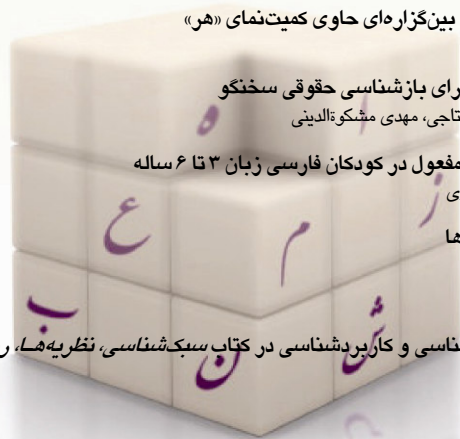 بین‌گزاره‌ای حاوی کمیت‌نمای «هر»
رای بازشناسی حقوقی سخنگو
تاجی، مهدی مشکوةالدینی
مفعول در کودکان فارسی زبان ۳ تا ۶ ساله
ی
ها
ناسی و کاربردشناسی در کتاب سبک‌شناسی، نظریه‌ها، ر
ه ا
ع م ز
ب ن ش